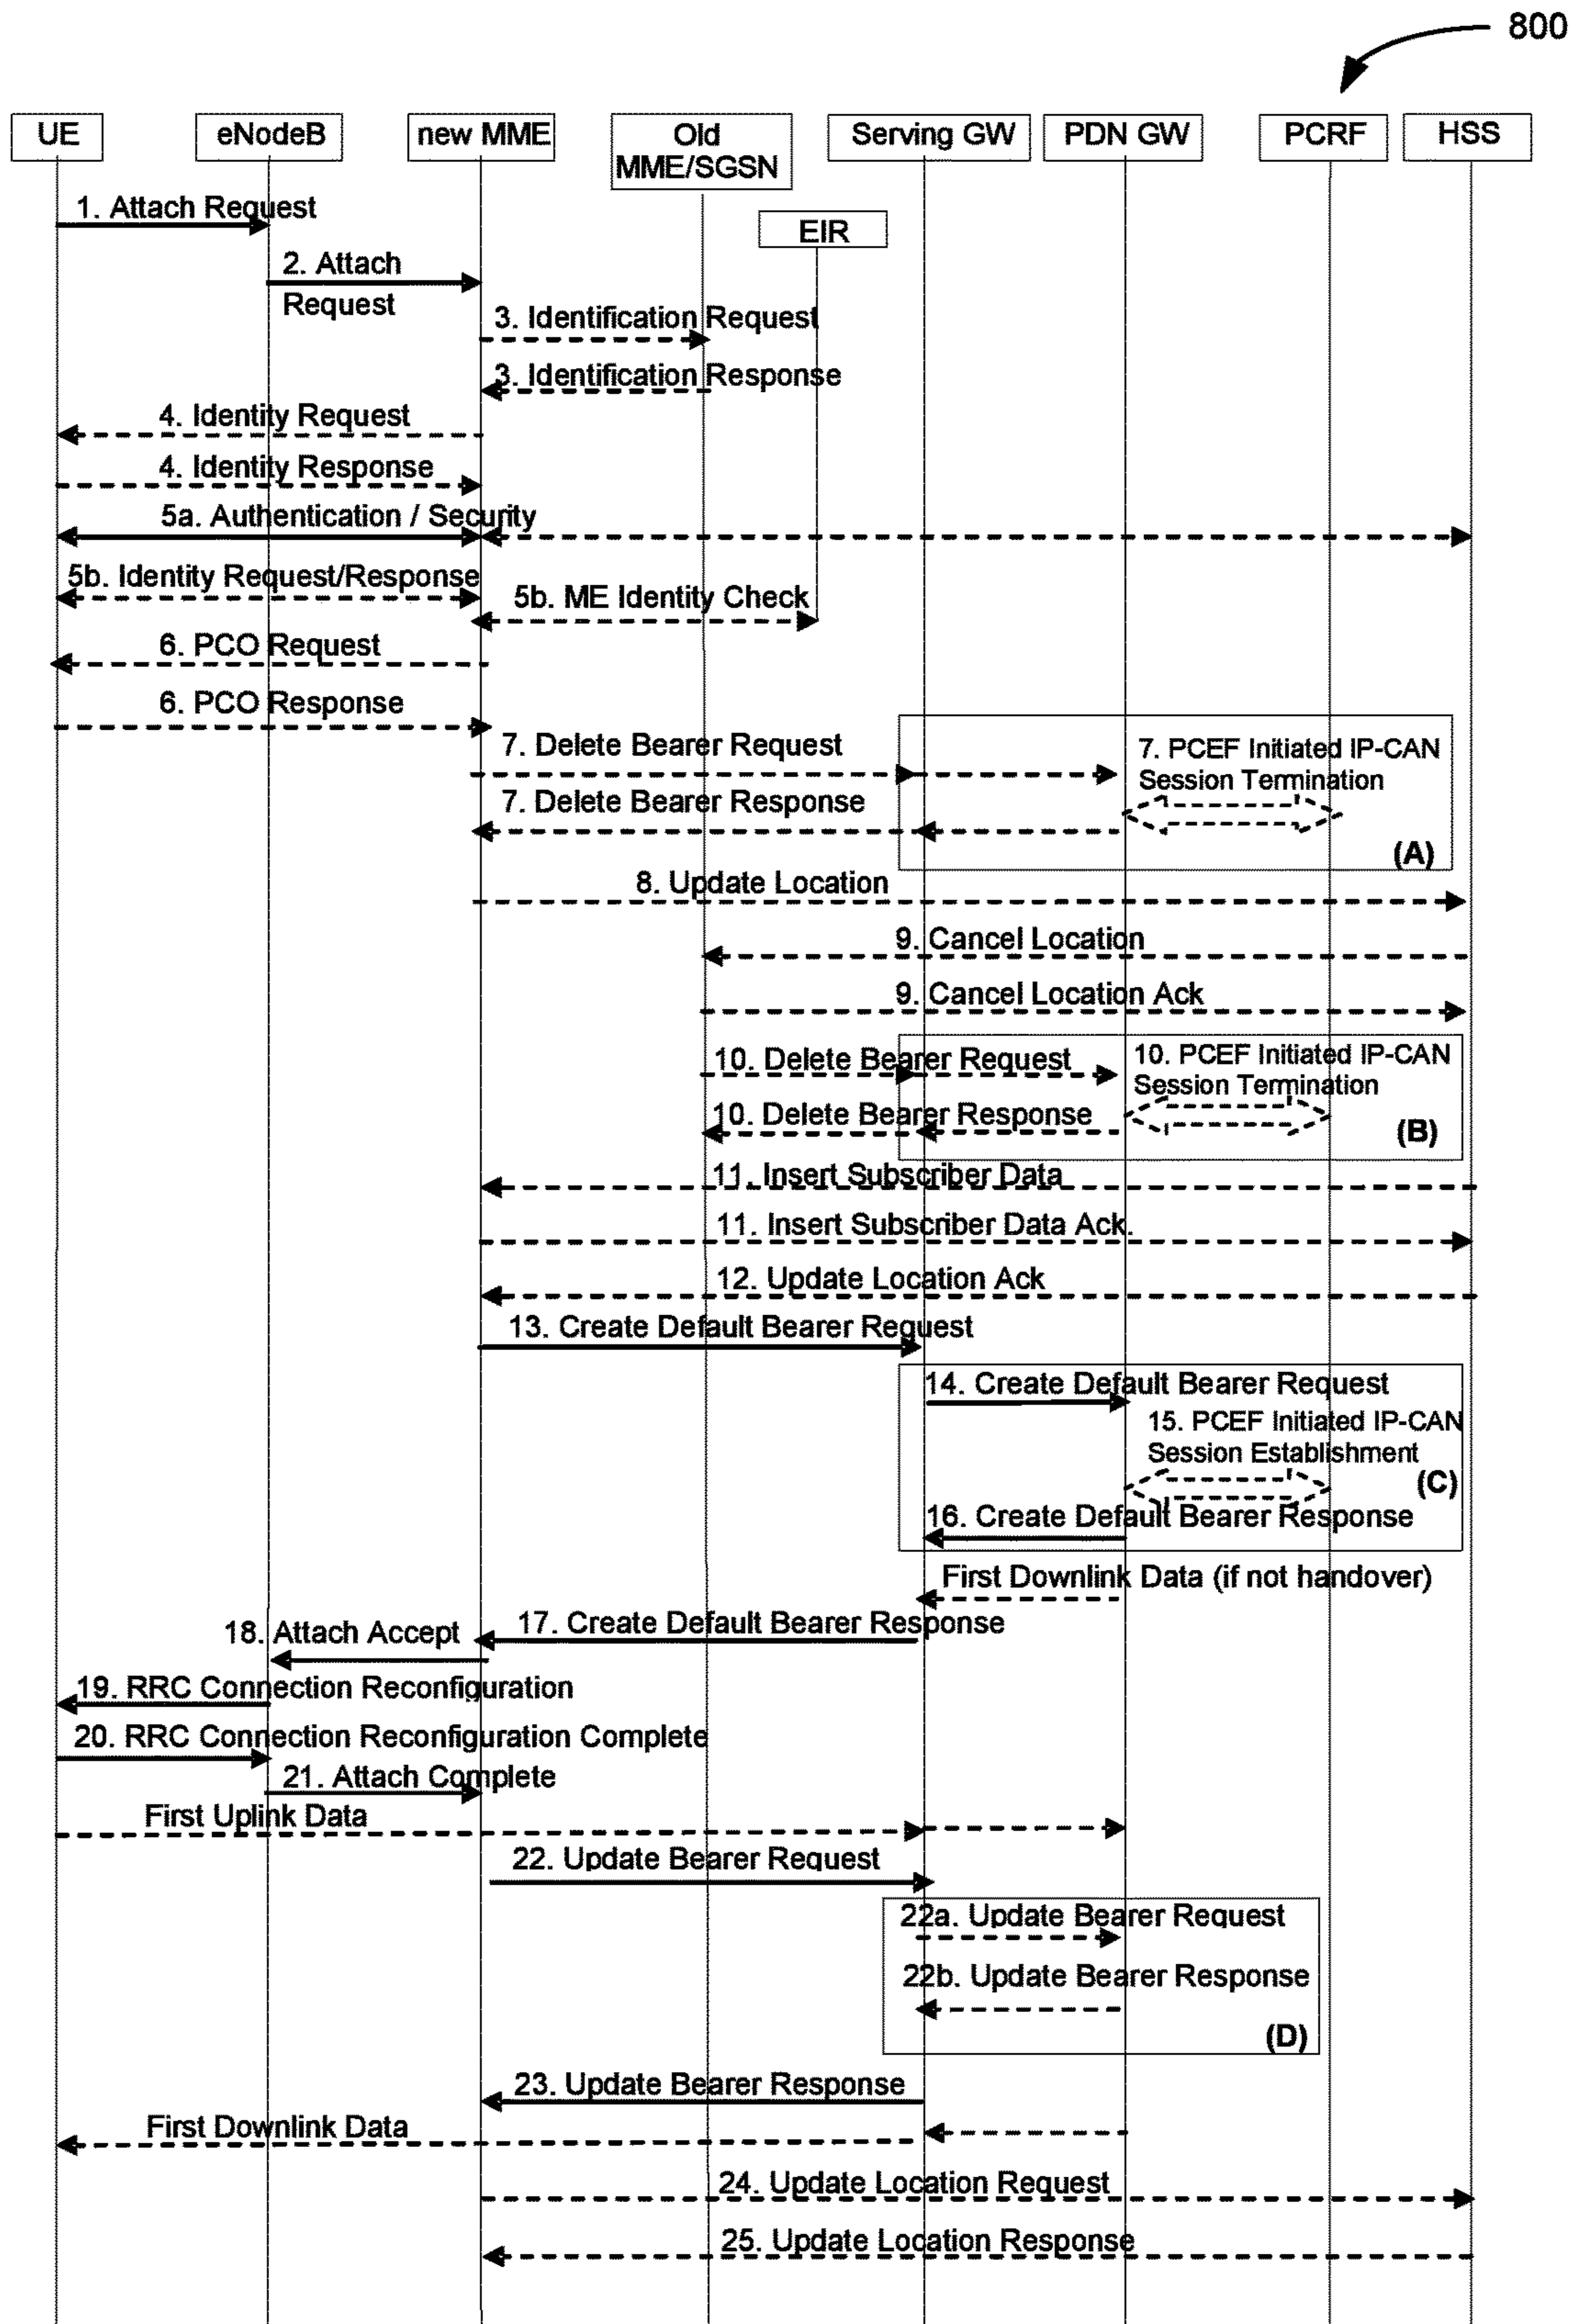 800
UE
eNodeB
new MME
Old
MME/SGSN
Serving GW
PDN GW
PCRF
HSS
EIR
1. Attach Request
2. Attach
Request
3. Identification Request
3. Identification Response
4. Identity Request
4. Identity Response
5a. Authentication / Security
5b. Identity Request/Response
5b. ME Identity Check
6. PCO Request
6. PCO Response
7. Delete Bearer Request
7. PCEF Initiated IP-CAN
Session Termination
7. Delete Bearer Response
(A)
8. Update Location
9. Cancel Location
9. Cancel Location Ack
10. Delete Bearer Request
10. PCEF Initiated IP-CAN
Session Termination
10. Delete Bearer Response
(B)
11. Insert Subscriber Data
11. Insert Subscriber Data Ack.
12. Update Location Ack
13. Create Default Bearer Request
14. Create Default Bearer Request
15. PCEF Initiated IP-CAN
Session Establishment
(C)
16. Create Default Bearer Response
First Downlink Data (if not handover)
17. Create Default Bearer Response
18. Attach Accept
19. RRC Connection Reconfiguration
20. RRC Connection Reconfiguration Complete
21. Attach Complete
First Uplink Data
22. Update Bearer Request
22a. Update Bearer Request
22b. Update Bearer Response
(D)
23. Update Bearer Response
First Downlink Data
24. Update Location Request
25. Update Location Response